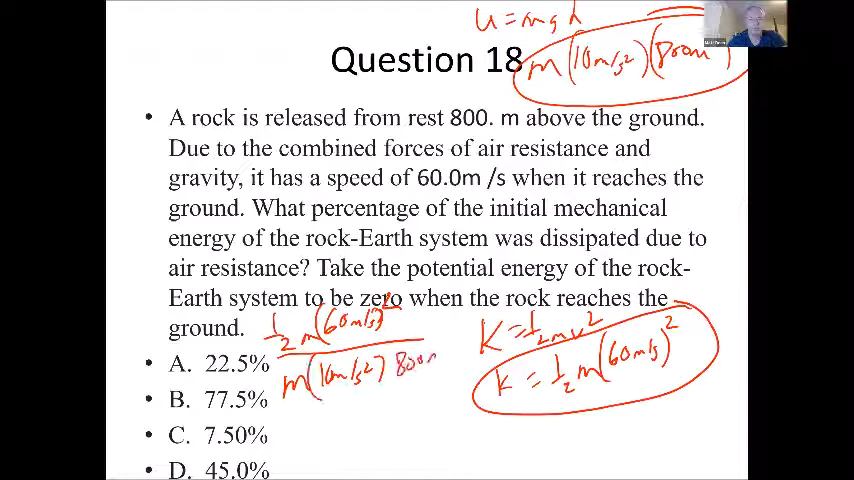 u = mgh
Question 18
m(10m/s²)(800m)
• A rock is released from rest 800. m above the ground.
Due to the combined forces of air resistance and
gravity, it has a speed of 60.0m /s when it reaches the
ground. What percentage of the initial mechanical
energy of the rock-Earth system was dissipated due to
air resistance? Take the potential energy of the rock-
Earth system to be zero when the rock reaches the
ground.
1/2 m(60m/s)²
m(10m/s²) 800m
K = 1/2 mv²
K = 1/2 m(60m/s)²
• A. 22.5%
• B. 77.5%
• C. 7.50%
• D. 45.0%